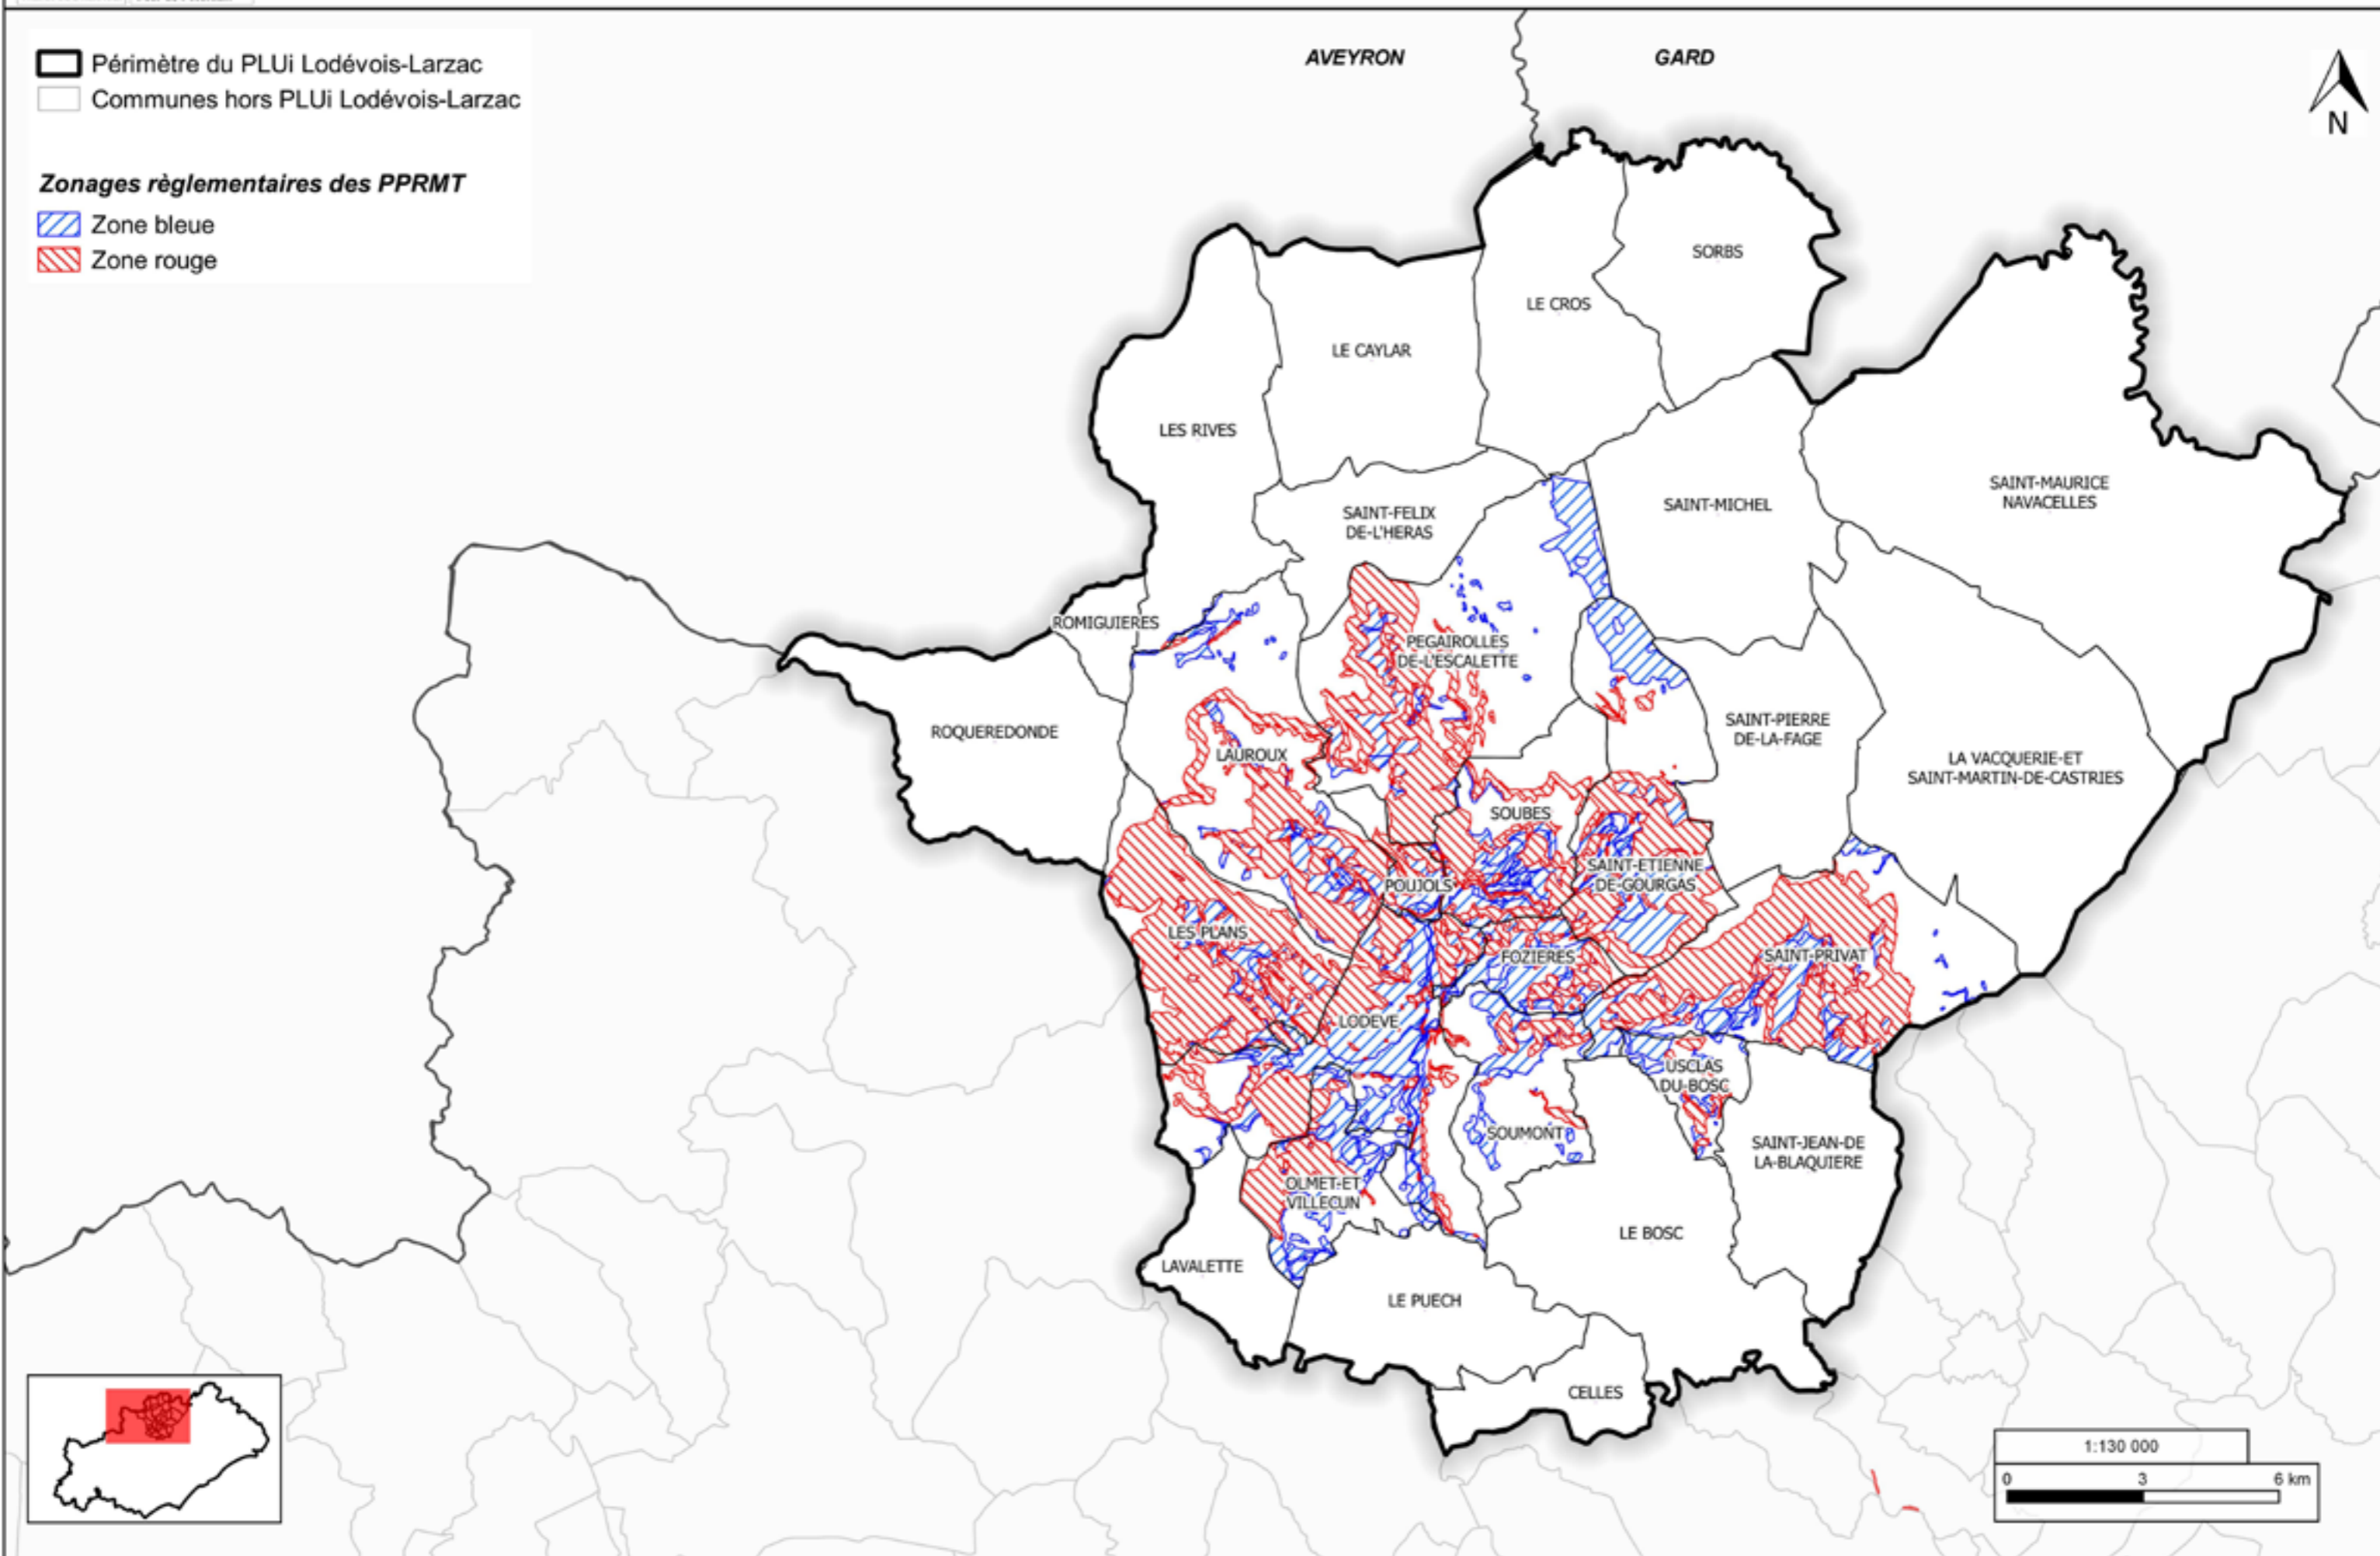 Périmètre du PLUi Lodévois-Larzac
Communes hors PLUi Lodévois-Larzac
Zonages règlementaires des PPRMT
Zone bleue
Zone rouge
AVEYRON
GARD
N
SORBS
LE CROS
LE CAYLAR
LES RIVES
SAINT-MAURICE
NAVACELLES
SAINT-MICHEL
SAINT-FELIX
DE-L'HERAS
ROMIGUIERES
PEGAIROLLES
DE-L'ESCALETTE
ROQUEREDONDE
SAINT-PIERRE
DE-LA-FAGE
LAUROUX
LA VACQUERIE-ET
SAINT-MARTIN-DE-CASTRIES
SOUBES
SAINT-ETIENNE
DE-GOURGAS
POUJOLS
LES PLANS
FOZIERES
SAINT-PRIVAT
LODEVE
USCLAS
DU-BOSC
SOUMONT
SAINT-JEAN-DE
LA-BLAQUIERE
OLMET-ET
VILLECUN
LE BOSC
LAVALETTE
LE PUECH
CELLES
1:130 000
0 3 6 km